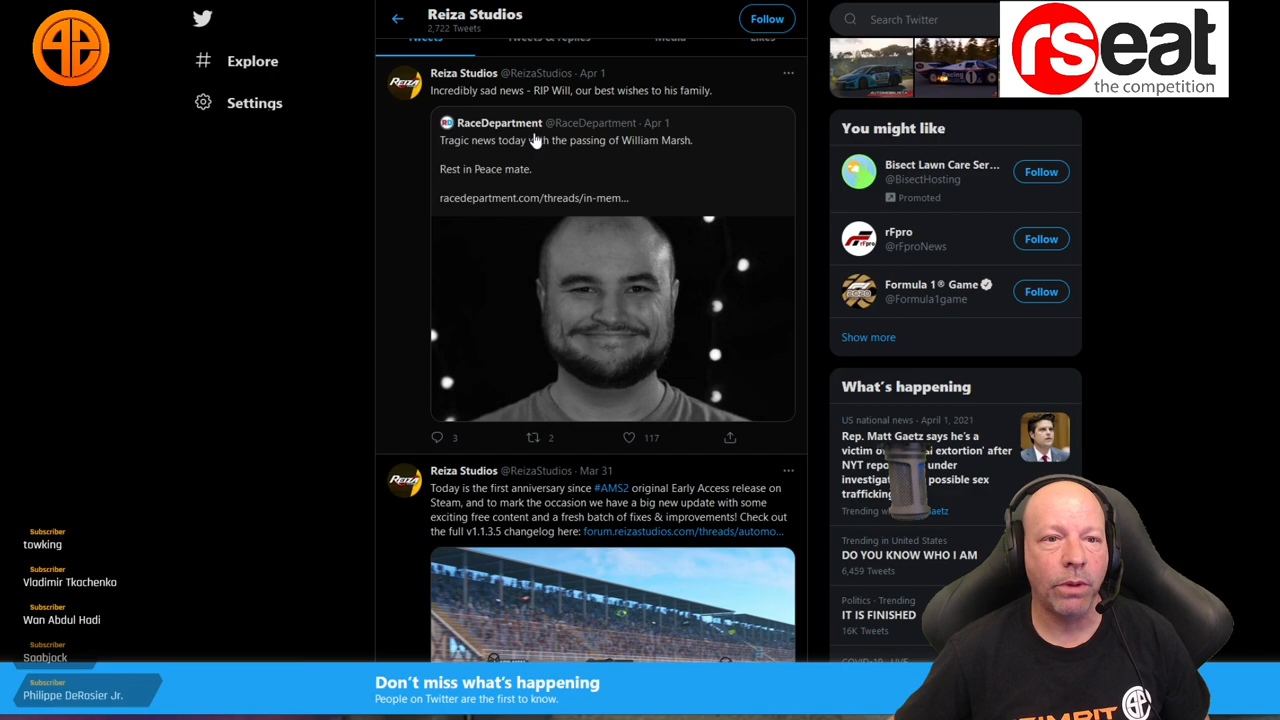 Reiza Studios
2,722 Tweets
Follow
Search Twitter
rseat
the competition
Explore
Settings
Tweets
Tweets & replies
Media
Likes
Reiza Studios @ReizaStudios · Apr 1
Incredibly sad news - RIP Will, our best wishes to his family.
RaceDepartment @RaceDepartment · Apr 1
Tragic news today with the passing of William Marsh.
Rest in Peace mate.
racedepartment.com/threads/in-mem...
3
2
117
Reiza Studios @ReizaStudios · Mar 31
Today is the first anniversary since #AMS2 original Early Access release on
Steam, and to mark the occasion we have a big new update with some
exciting free content and a fresh batch of fixes & improvements! Check out
the full v1.1.3.5 changelog here: forum.reizastudios.com/threads/automo...
You might like
Bisect Lawn Care Ser...
@BisectHosting
Follow
Promoted
rFpro
@rFproNews
Follow
Formula 1® Game
@Formula1game
Follow
Show more
What's happening
US national news · April 1, 2021
Rep. Matt Gaetz says he's a
victim of extortion' after
NYT under
possible sex
trafficking
Trending with
Trending in United States
DO YOU KNOW WHO I AM
6,459 Tweets
Politics · Trending
IT IS FINISHED
16K Tweets
Subscriber
towking
Subscriber
Vladimir Tkachenko
Subscriber
Wan Abdul Hadi
Subscriber
Saabjock
Subscriber
Philippe DeRosier Jr.
Don't miss what's happening
People on Twitter are the first to know.